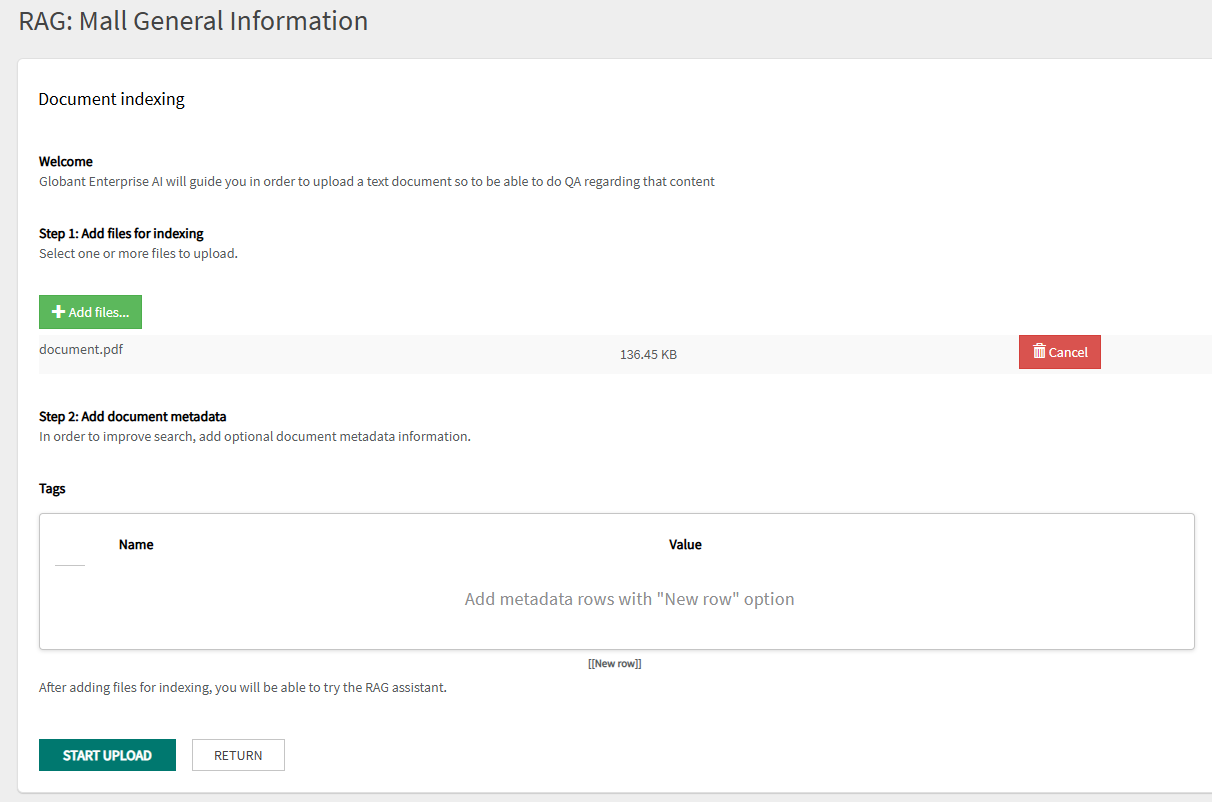 RAG: Mall General Information
Document indexing
Welcome
Globant Enterprise AI will guide you in order to upload a text document so to be able to do QA regarding that content
Step 1: Add files for indexing
Select one or more files to upload.
Add files...
document.pdf 136.45 KB Cancel
Step 2: Add document metadata
In order to improve search, add optional document metadata information.
Tags
Name Value
Add metadata rows with "New row" option
[[New row]]
After adding files for indexing, you will be able to try the RAG assistant.
START UPLOAD RETURN